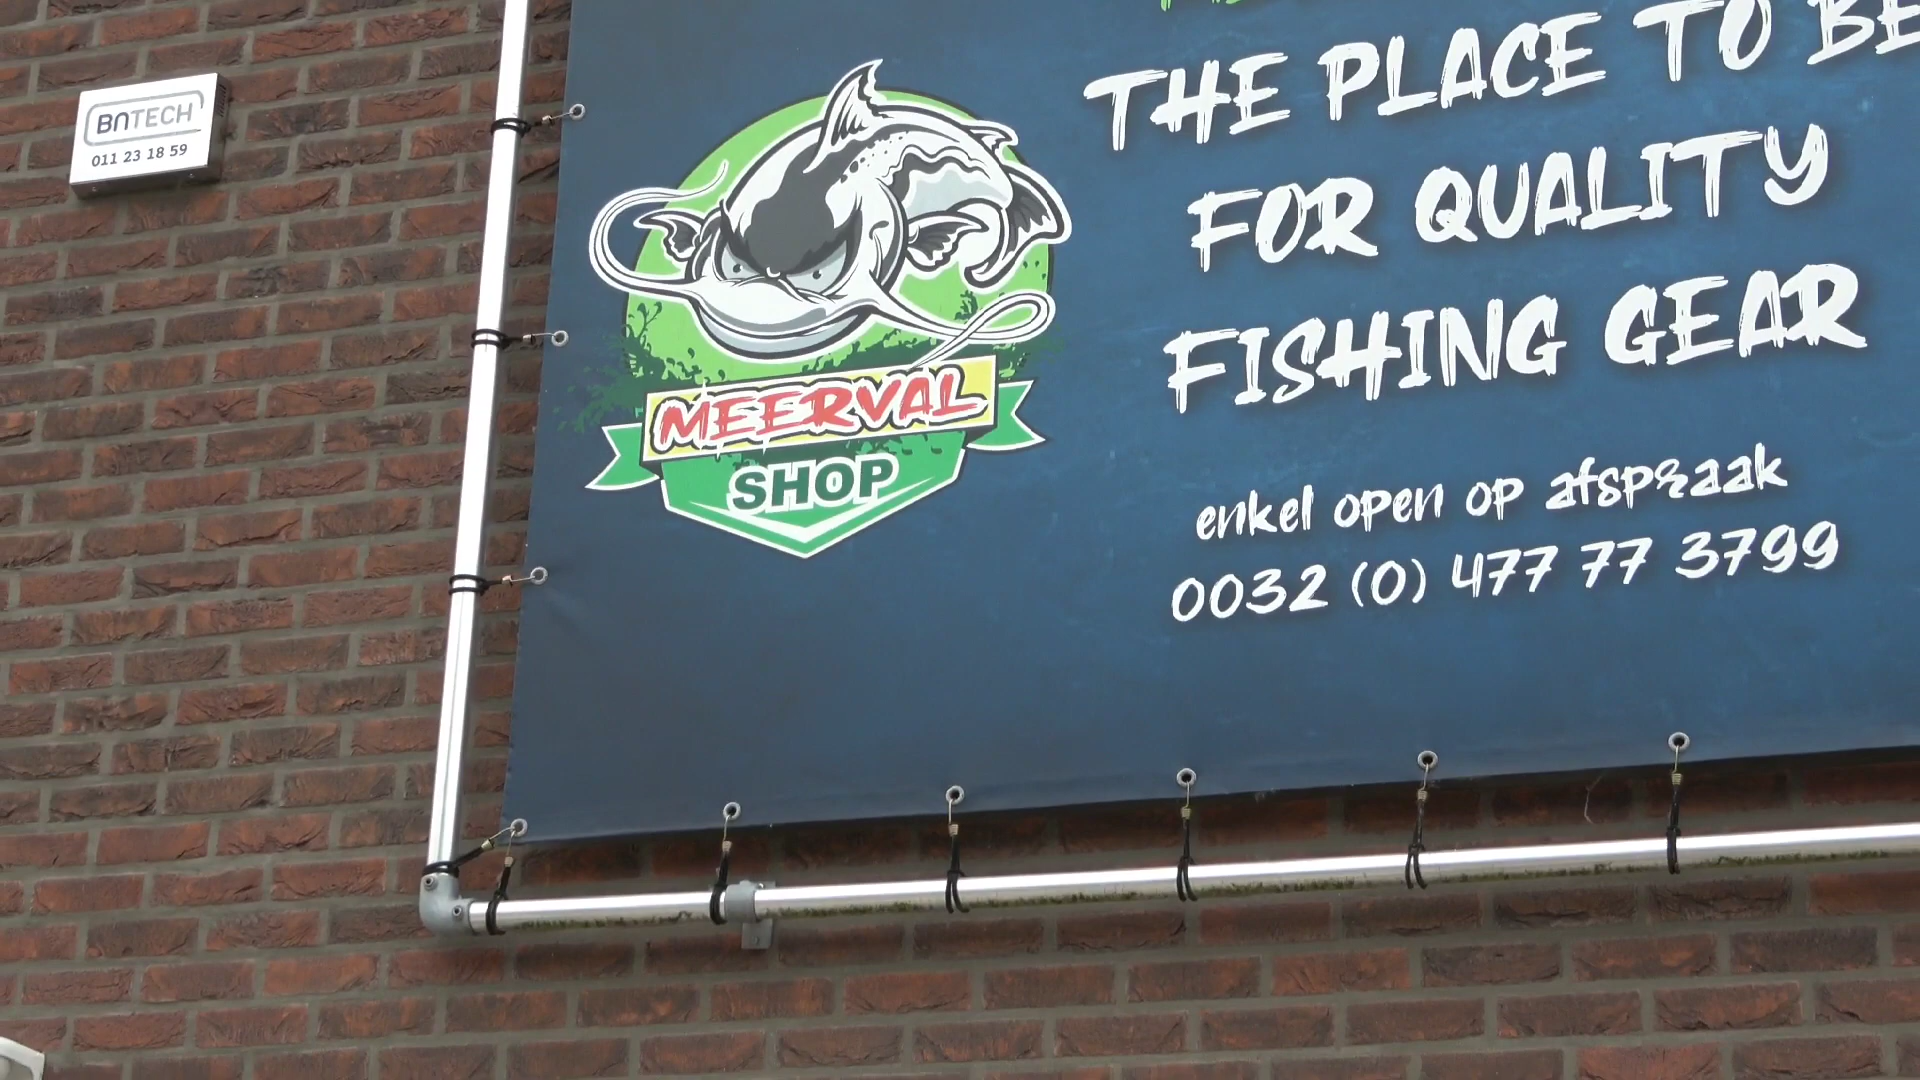 BNTECH
011 23 18 59
THE PLACE TO BE
FOR QUALITY
FISHING GEAR
MEERVAL
SHOP
enkel open op afspraak
0032 (0) 477 77 3799